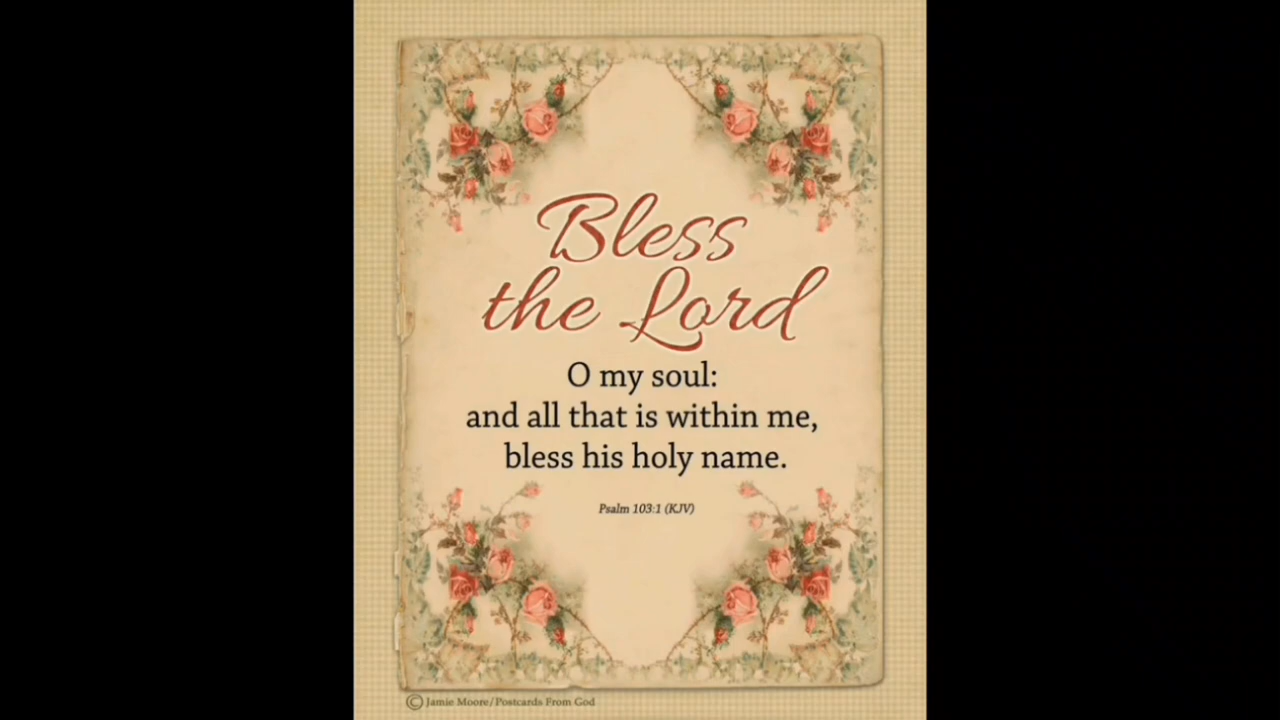 Bless
the Lord
O my soul:
and all that is within me,
bless his holy name.
Psalm 103:1 (KJV)
© Jamie Moore/Postcards From God